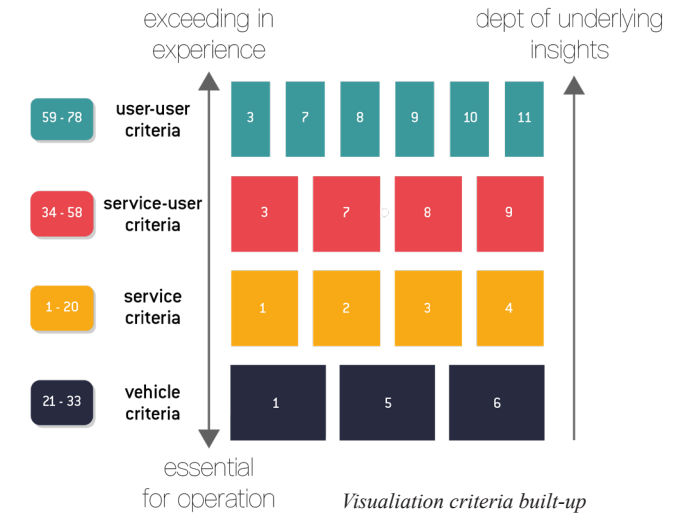 exceeding in
experience
dept of underlying
insights
59 - 78
user-user
criteria
3 7 8 9 10 11
34 - 58
service-user
criteria
3 7 8 9
1 - 20
service
criteria
1 2 3 4
21 - 33
vehicle
criteria
1 5 6
essential
for operation
Visualiation criteria built-up